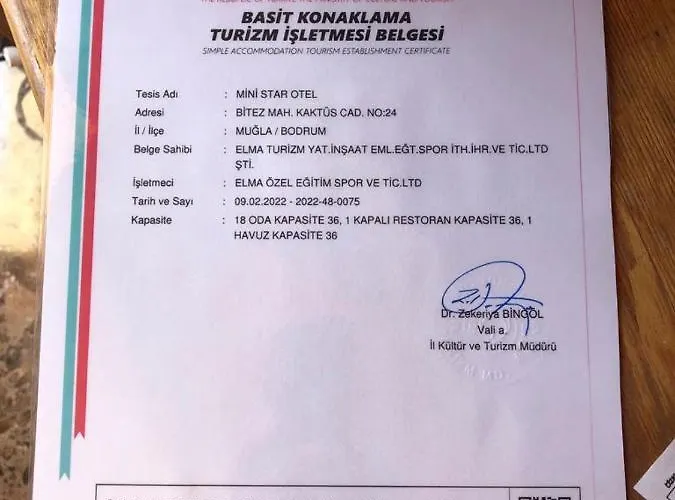 BASİT KONAKLAMA
TURİZM İŞLETMESİ BELGESİ
SIMPLE ACCOMMODATION TOURISM ESTABLISHMENT CERTIFICATE
Tesis Adı : MİNİ STAR OTEL
Adresi : BİTEZ MAH. KAKTÜS CAD. NO:24
İl / İlçe : MUĞLA / BODRUM
Belge Sahibi : ELMA TURİZM YAT.İNŞAAT EML.EĞT.SPOR İTH.İHR.VE TİC.LTD
ŞTİ.
İşletmeci : ELMA ÖZEL EĞİTİM SPOR VE TİC.LTD
Tarih ve Sayı : 09.02.2022 - 2022-48-0075
Kapasite : 18 ODA KAPASİTE 36, 1 KAPALI RESTORAN KAPASİTE 36, 1
HAVUZ KAPASİTE 36
Dr. Zekeriya BİNGÖL
Vali a.
İl Kültür ve Turizm Müdürü